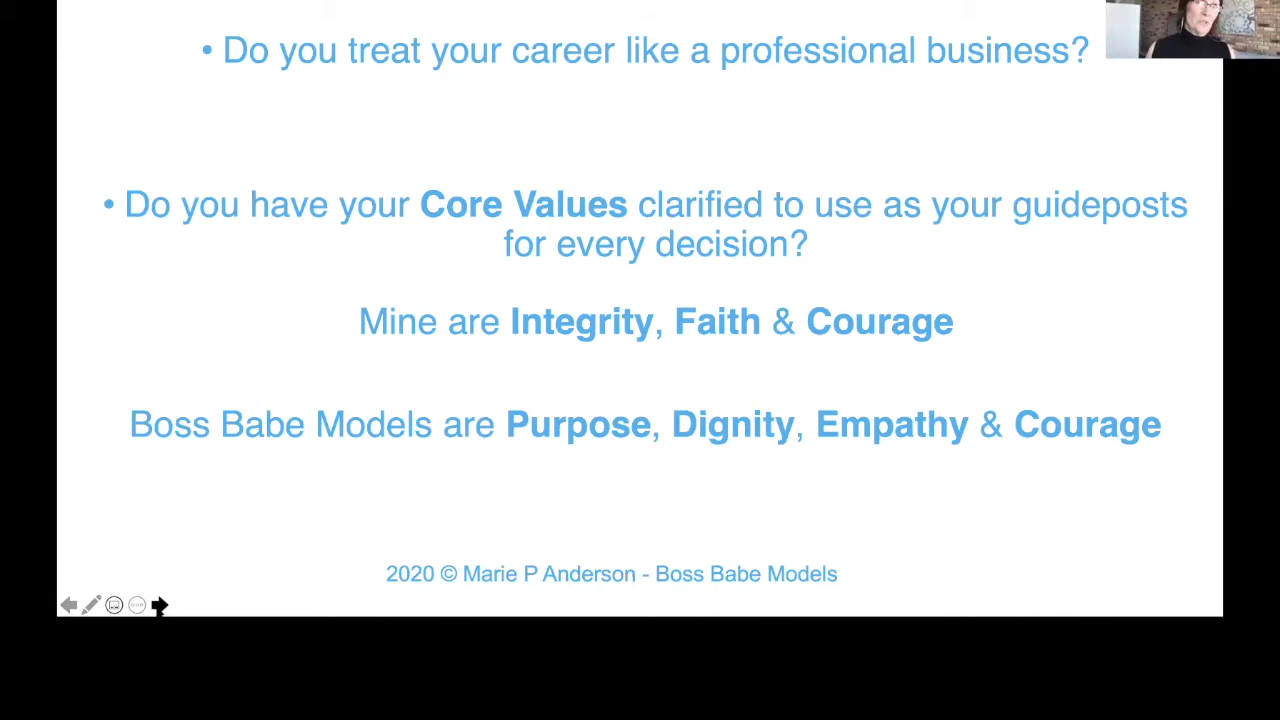 • Do you treat your career like a professional business?
• Do you have your Core Values clarified to use as your guideposts
for every decision?
Mine are Integrity, Faith & Courage
Boss Babe Models are Purpose, Dignity, Empathy & Courage
2020 © Marie P Anderson - Boss Babe Models